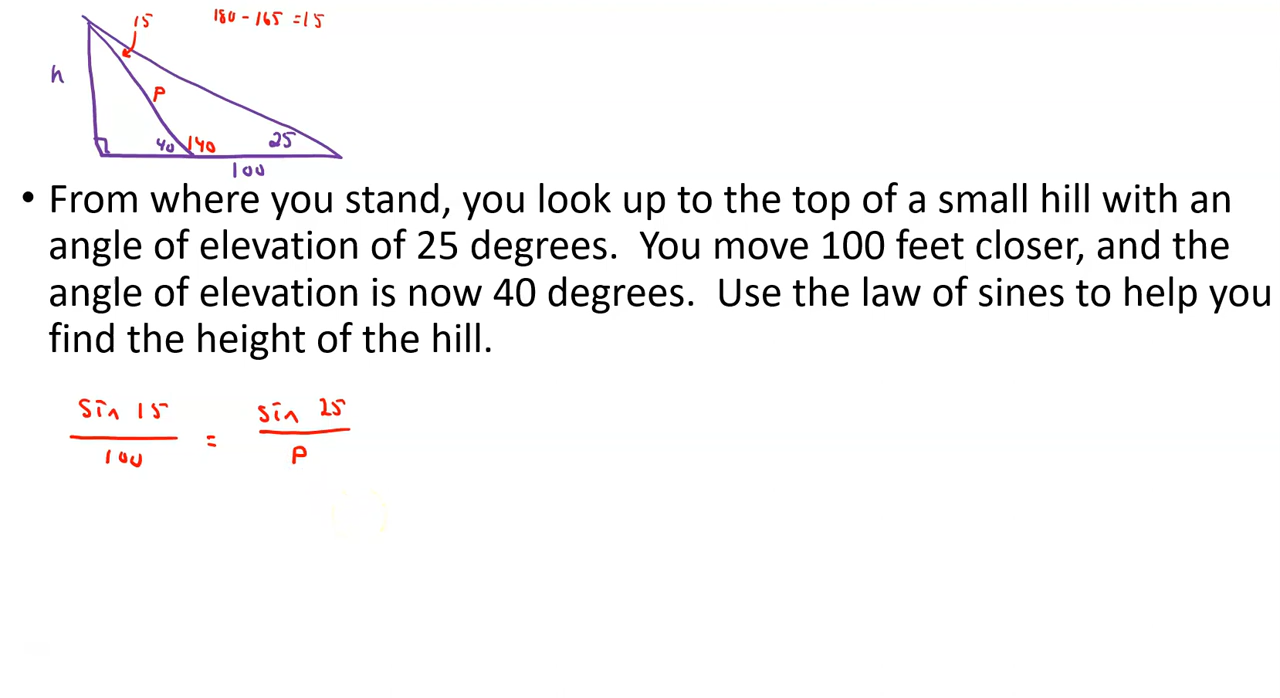 15 180 - 165 = 15
h
P
40 140 25
100
• From where you stand, you look up to the top of a small hill with an
angle of elevation of 25 degrees. You move 100 feet closer, and the
angle of elevation is now 40 degrees. Use the law of sines to help you
find the height of the hill.
sin 15 = sin 25
100 P